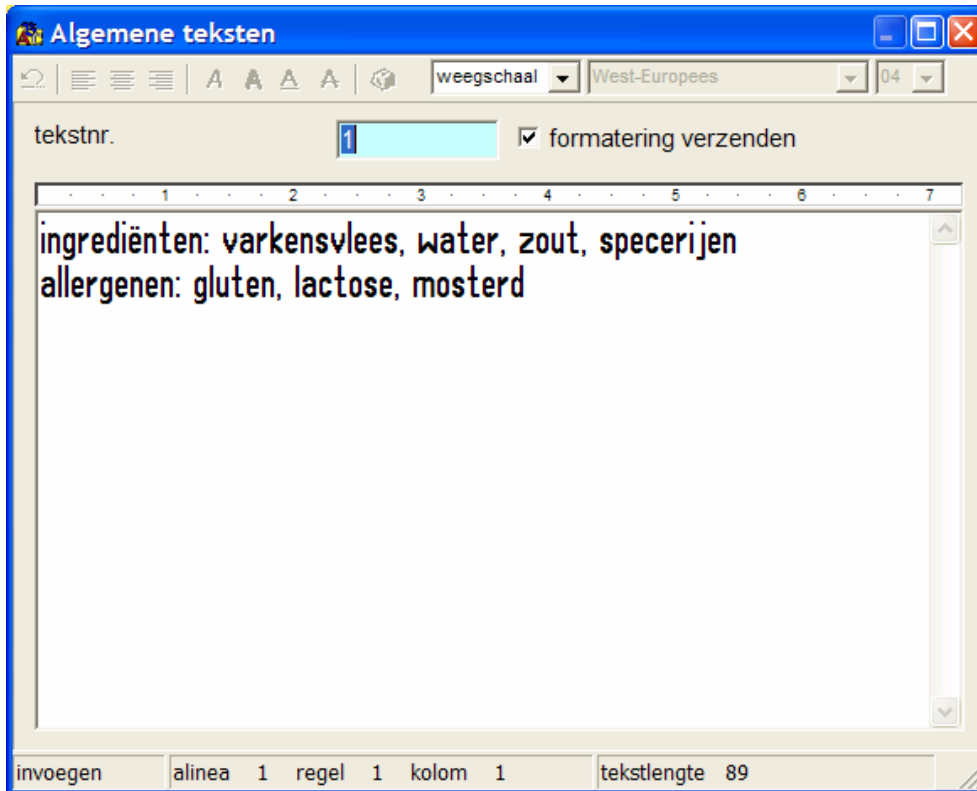 Algemene teksten
A A A A weegschaal West-Europees 04
tekstnr. 1 formatering verzenden
1 2 3 4 5 6 7
ingrediënten: varkensvlees, water, zout, specerijen
allergenen: gluten, lactose, mosterd
invoegen alinea 1 regel 1 kolom 1 tekstlengte 89